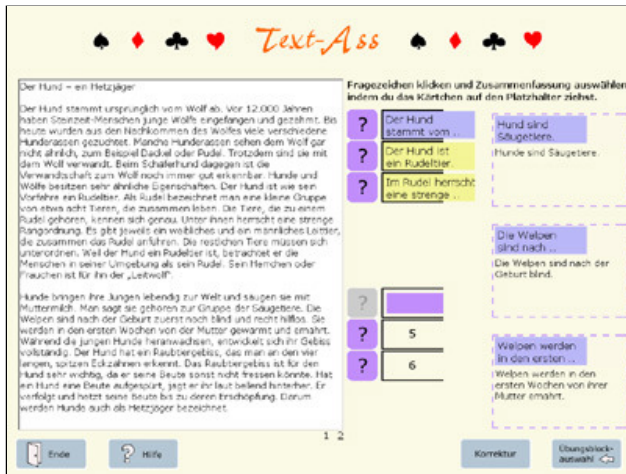 Text-Ass
Der Hund – ein Hetzjäger
Der Hund stammt ursprünglich vom Wolf ab. Vor 12.000 Jahren
haben Steinzeit-Menschen junge Wölfe eingefangen und gezähmt. Bis
heute wurden aus den Nachkommen des Wolfes viele verschiedene
Hunderassen gezüchtet. Manche Hunderassen sehen dem Wolf gar
nicht ähnlich, zum Beispiel Dackel oder Pudel. Trotzdem sind sie mit
dem Wolf verwandt. Beim Schäferhund dagegen ist die
Verwandtschaft zum Wolf noch immer gut erkennbar. Hunde und
Wölfe besitzen sehr ähnliche Eigenschaften. Der Hund ist wie sein
Vorfahre ein Rudeltier. Als Rudel bezeichnet man eine kleine Gruppe
von etwa acht Tieren, die zusammen leben. Die Tiere, die zu einem
Rudel gehören, kennen sich genau. Unter ihnen herrscht eine strenge
Rangordnung. Es gibt jeweils ein weibliches und ein männliches Leittier,
die zusammen das Rudel anführen. Die restlichen Tiere müssen sich
unterordnen. Weil der Hund ein Rudeltier ist, betrachtet er die
Menschen in seiner Umgebung als sein Rudel. Sein Herrchen oder
Frauchen ist für ihn der „Leitwolf".
Hunde bringen ihre Jungen lebendig zur Welt und säugen sie mit
Muttermilch. Man sagt sie gehören zur Gruppe der Säugetiere. Die
Welpen sind nach der Geburt zuerst noch blind und recht hilflos. Sie
werden in den ersten Wochen von der Mutter gewärmt und ernährt.
Während die jungen Hunde heranwachsen, entwickelt sich ihr Gebiss
vollständig. Der Hund hat ein Raubtiergebiss, das man an den vier
langen, spitzen Eckzähnen erkennt. Das Raubtiergebiss ist für den
Hund sehr wichtig, da er seine Beute sonst nicht fressen könnte. Hat
ein Hund eine Beute aufgespürt, jagt er ihr laut bellend hinterher. Er
verfolgt und hetzt seine Beute bis zu deren Erschöpfung. Darum
werden Hunde auch als Hetzjäger bezeichnet.
1 2
Fragezeichen klicken und Zusammenfassung auswählen
indem du das Kärtchen auf den Platzhalter ziehst.
? Der Hund
stammt vom ..
? Der Hund ist
ein Rudeltier.
? Im Rudel herrscht
eine strenge ..
?
? 5
? 6
Hund sind
Säugetiere.
Hunde sind Säugetiere.
Die Welpen
sind nach ..
Die Welpen sind nach der
Geburt blind.
Welpen werden
in den ersten ..
Welpen werden in den
ersten Wochen von ihrer
Mutter ernährt.
Ende
? Hilfe
Korrektur
Übungsblock-
auswahl